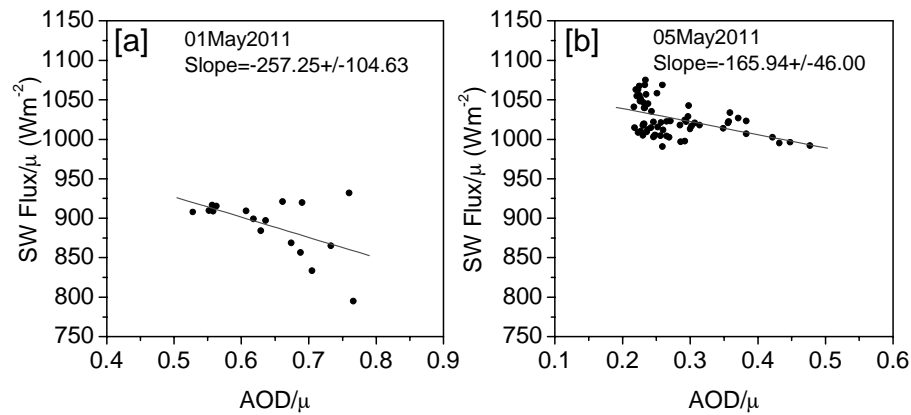 [a]
01May2011
Slope=-257.25+/-104.63
SW Flux/μ (Wm-2)
1150
1100
1050
1000
950
900
850
800
750
0.4 0.5 0.6 0.7 0.8 0.9
AOD/μ
[b]
05May2011
Slope=-165.94+/-46.00
SW Flux/μ (Wm-2)
1150
1100
1050
1000
950
900
850
800
750
0.1 0.2 0.3 0.4 0.5 0.6
AOD/μ